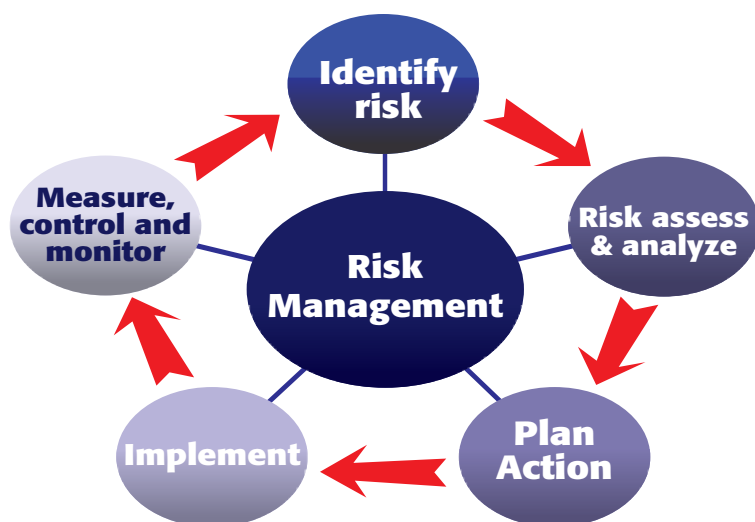 Identify
risk
Risk assess
& analyze
Plan
Action
Implement
Measure,
control and
monitor
Risk
Management